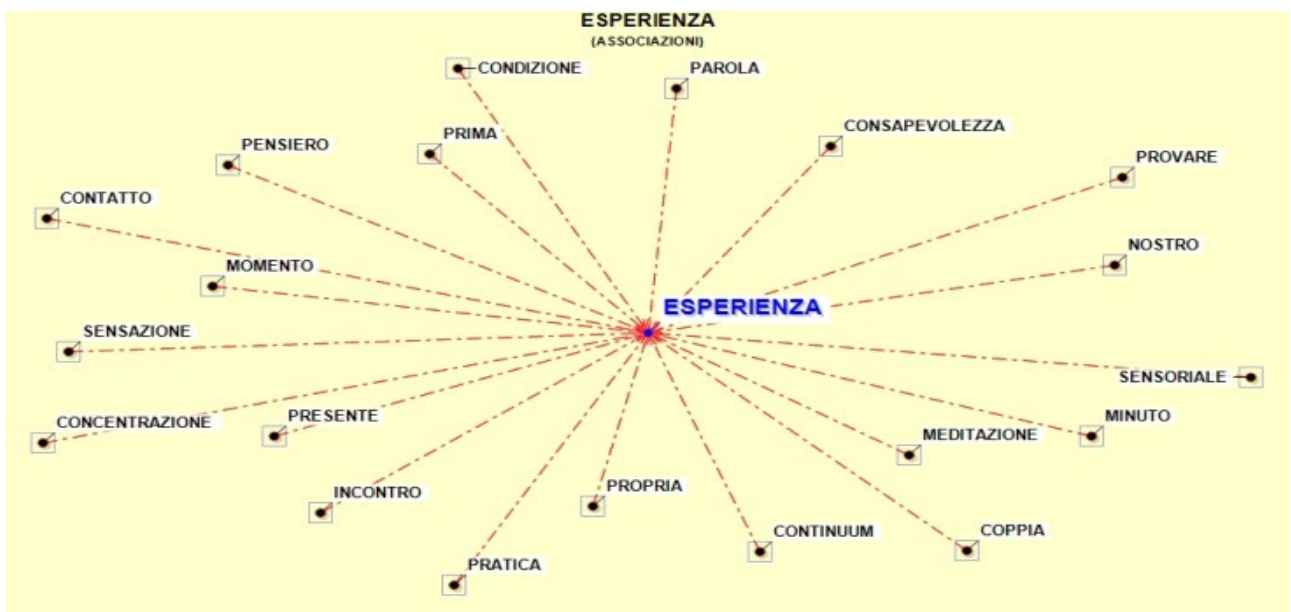 ESPERIENZA
(ASSOCIAZIONI)
CONDIZIONE
PAROLA
CONSAPEVOLEZZA
PRIMA
PENSIERO
PROVARE
CONTATTO
NOSTRO
MOMENTO
ESPERIENZA
SENSAZIONE
SENSORIALE
CONCENTRAZIONE
PRESENTE
MINUTO
MEDITAZIONE
INCONTRO
PROPRIA
CONTINUUM
COPPIA
PRATICA